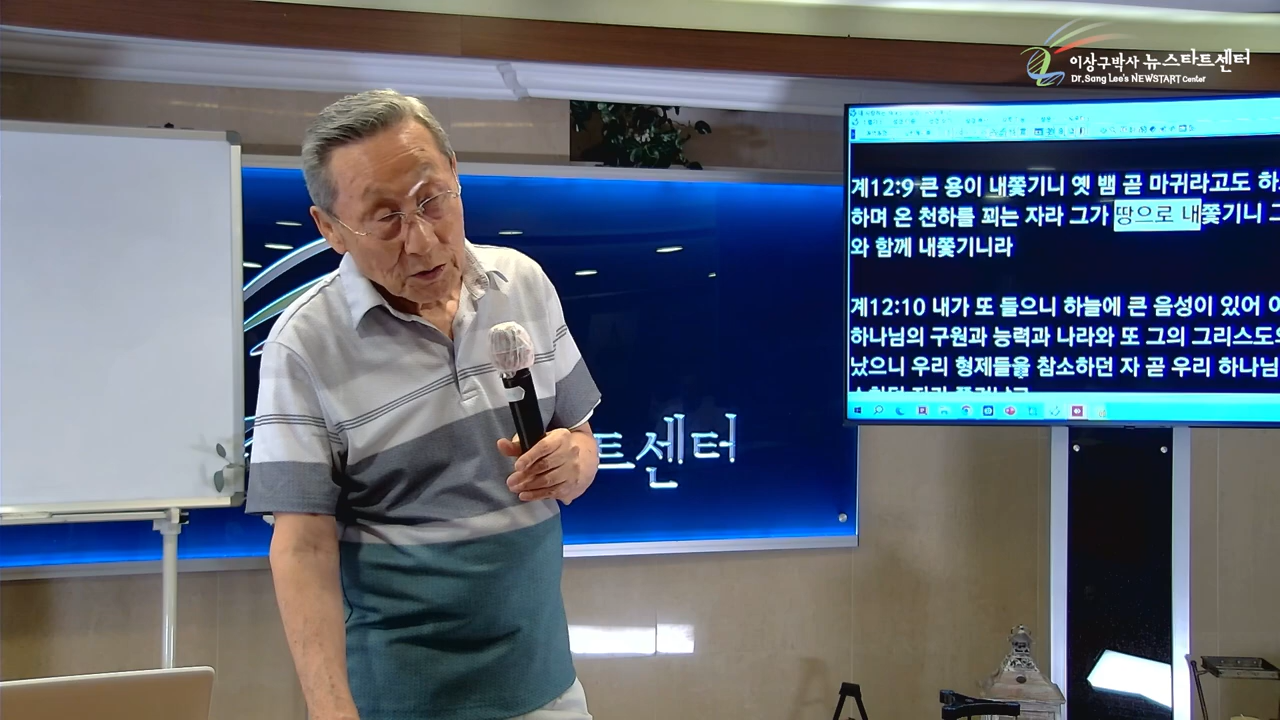 이상구박사 뉴스타트센터
Dr. Sang Lee's NEWSTART Center
계12:9 큰 용이 내쫓기니 옛 뱀 곧 마귀라고도
하며 온 천하를 꾀는 자라 그가 땅으로 내쫓기니
와 함께 내쫓기니라
계12:10 내가 또 들으니 하늘에 큰 음성이 있어
하나님의 구원과 능력과 나라와 또 그의
났으니 우리 형제들을 참소하던 자 곧 우리 하나님
트센터